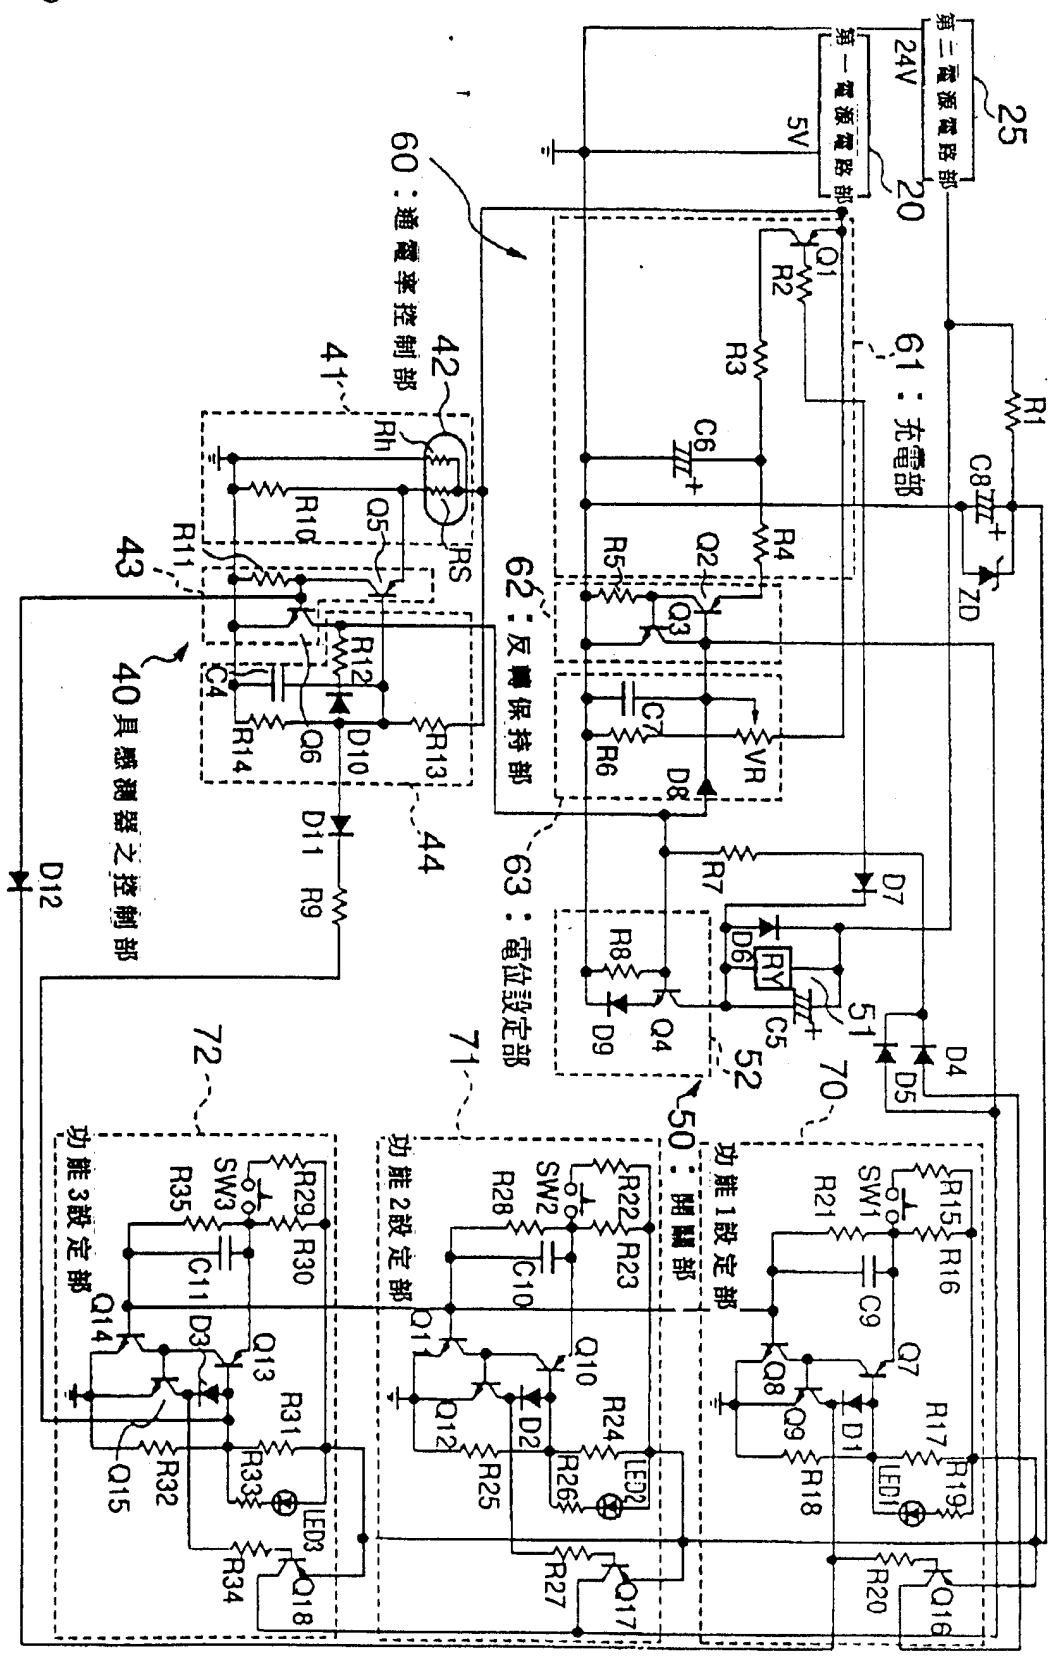 25
第二電源電路部
24V
20
第一電源電路部
5V
60：通電率控制部
Q1
R2
R3
61：充電部
R1
C8
+
ZD
C6
+
R4
41
42
Rh
RS
R10
Q5
R11
43
62：反轉保持部
R5
Q2
Q3
R12
C4
Q6
D10
R14
R13
44
C7
VR
R6
D8
40具感測器之控制部
D11
R9
D12
63：電位設定部
R7
D7
D6
RY
R8
D9
Q4
C5
+
51
52
D4
D5
50：開關部
70
71
72
功能1設定部
SW1
R15
R16
R21
C9
Q7
Q8
Q9
D1
R17
R18
LED1
R19
R20
Q16
功能2設定部
SW2
R22
R23
R28
C10
Q10
Q11
Q12
D2
R24
R25
R26
LED2
R27
Q17
功能3設定部
SW3
R29
R30
R35
C11
Q13
Q14
D3
Q15
R31
R32
R33
LED3
R34
Q18